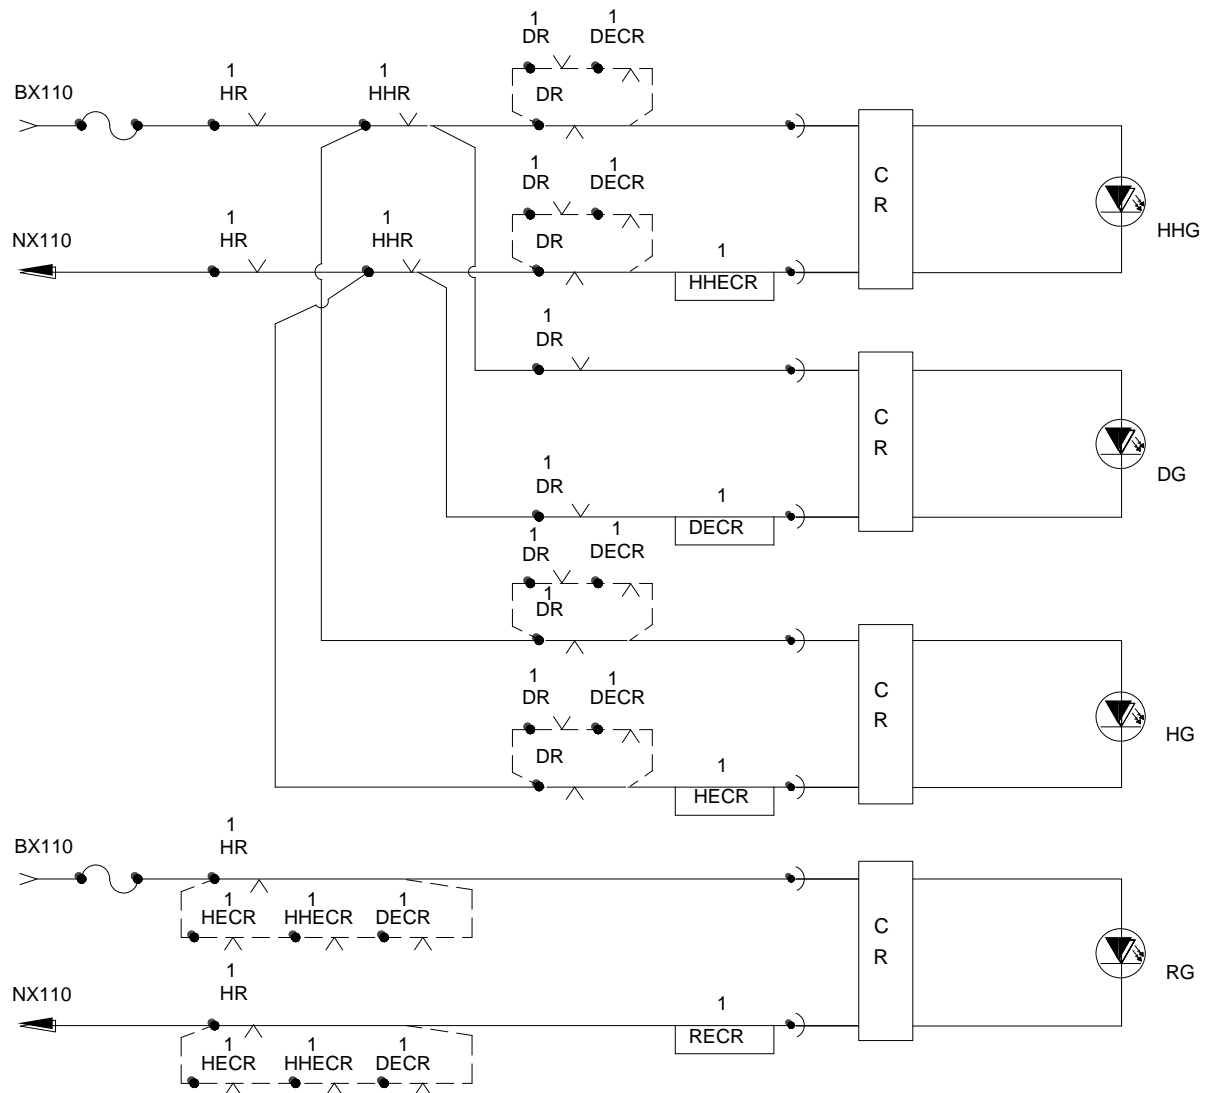 1 1
DR DECR
1 1
BX110 HR HHR DR
C
R
1 1
DR DECR
1 1
NX110 HR HHR DR
1
HHECR
HHG
1
DR
C
R
DG
1
DR
1
DECR
1 1
DR DECR
1
DR
C
R
HG
1 1
DR DECR
DR
1
HECR
1
BX110 HR
1 1 1
HECR HHECR DECR
C
R
RG
1
NX110 HR
1
RECR
1 1 1
HECR HHECR DECR